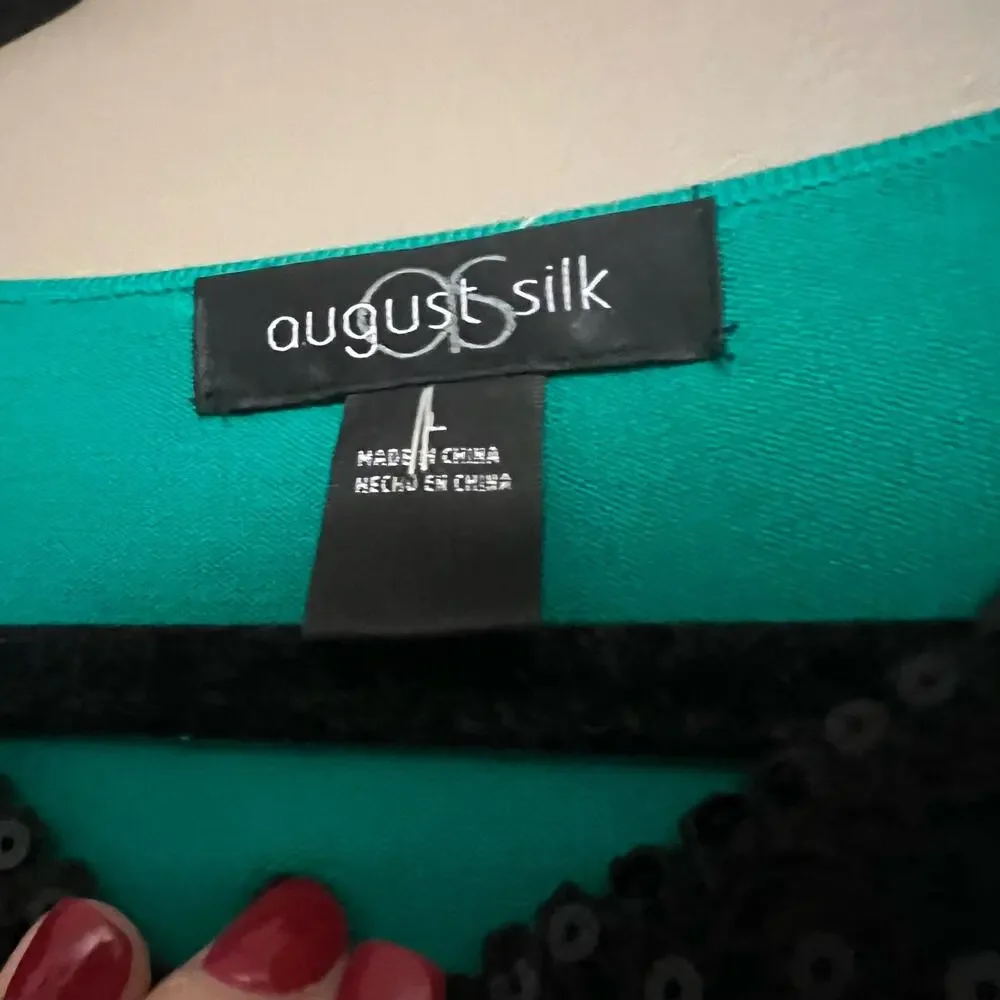 august silk
L
MADE IN CHINA
HECHO EN CHINA